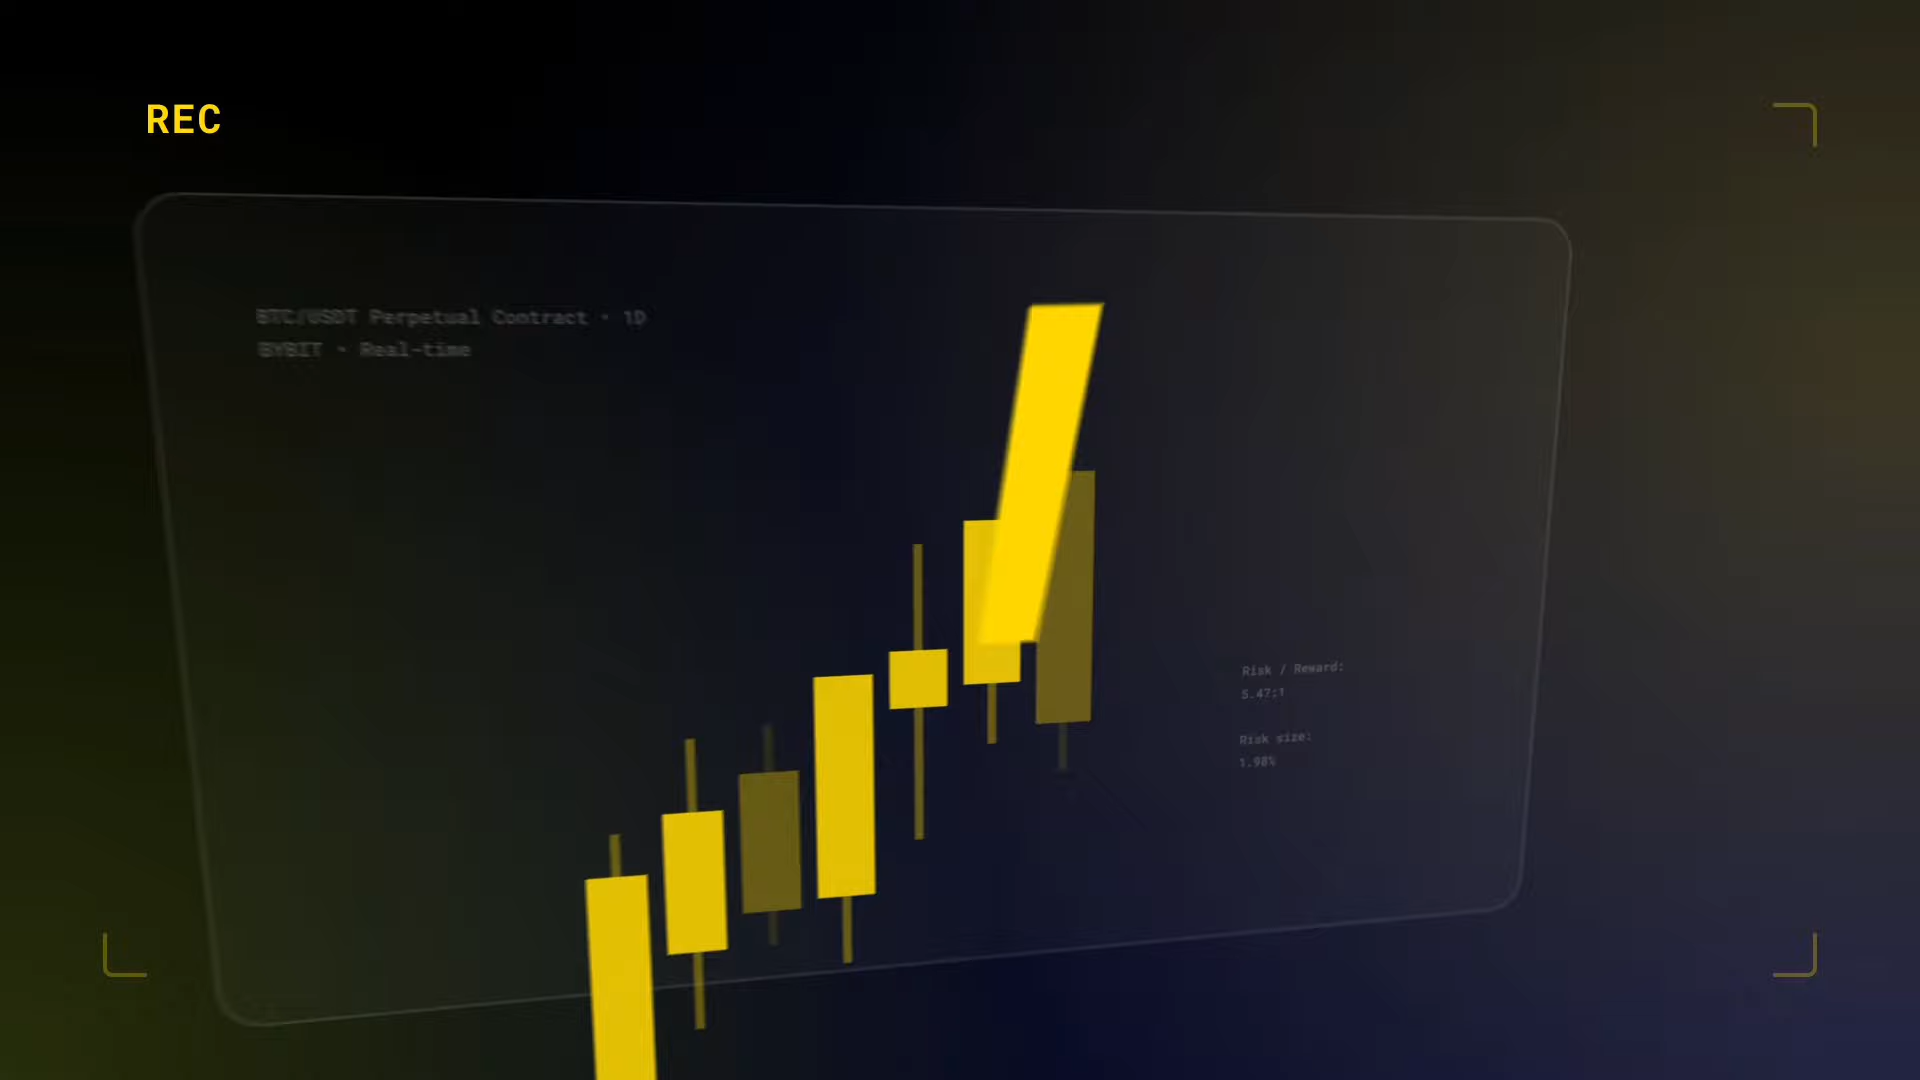 REC
BTC/USDT Perpetual Contract • 1D
BYBIT • Real-time
Risk / Reward:
5.47:1
Risk size:
1.98%